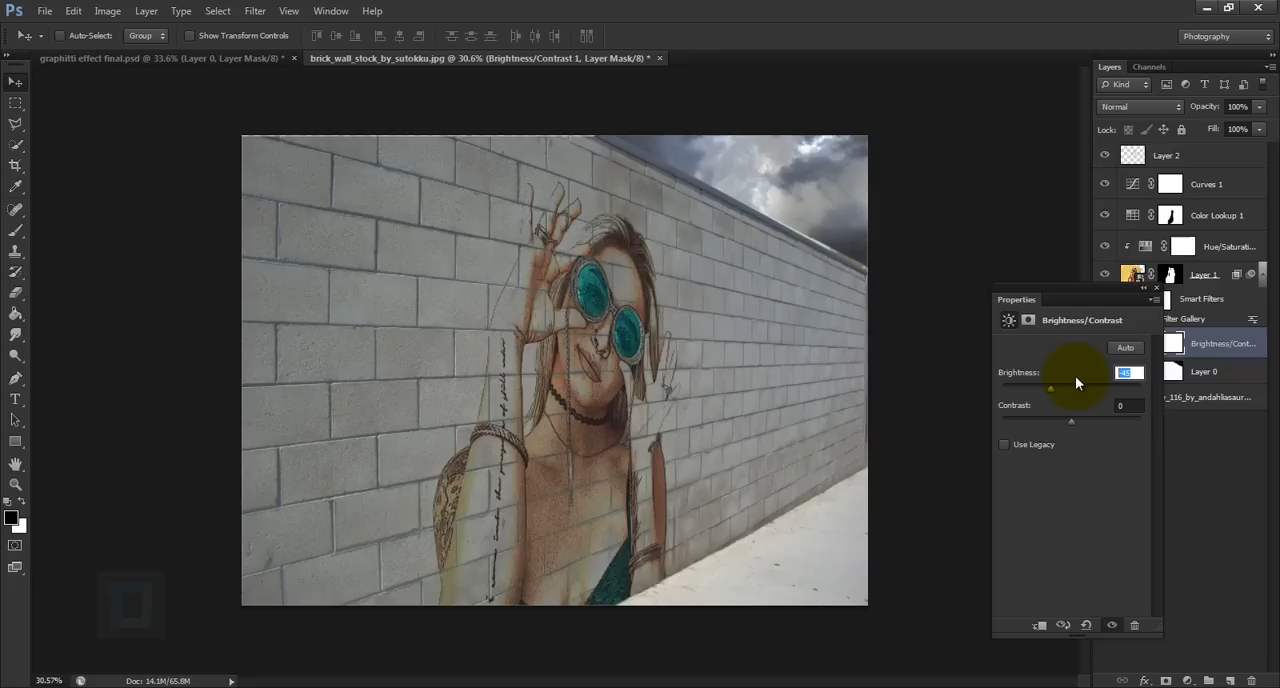 Ps File Edit Image Layer Type Select Filter View Window Help
Auto-Select: Group Show Transform Controls Photography
graphitti effect final.psd @ 33.6% (Layer 0, Layer Mask/8) * × brick_wall_stock_by_sutokku.jpg @ 30.6% (Brightness/Contrast 1, Layer Mask/8) * ×
Layers Channels
Kind
Normal Opacity: 100%
Lock: Fill: 100%
Layer 2
Curves 1
Color Lookup 1
Hue/Saturati...
Layer 1
Smart Filters
Filter Gallery
Brightness/Cont...
Layer 0
_116_by_andahliasaur...
Properties
Brightness/Contrast
Auto
Brightness: -45
Contrast: 0
Use Legacy
30.57% Doc: 14.1M/65.8M